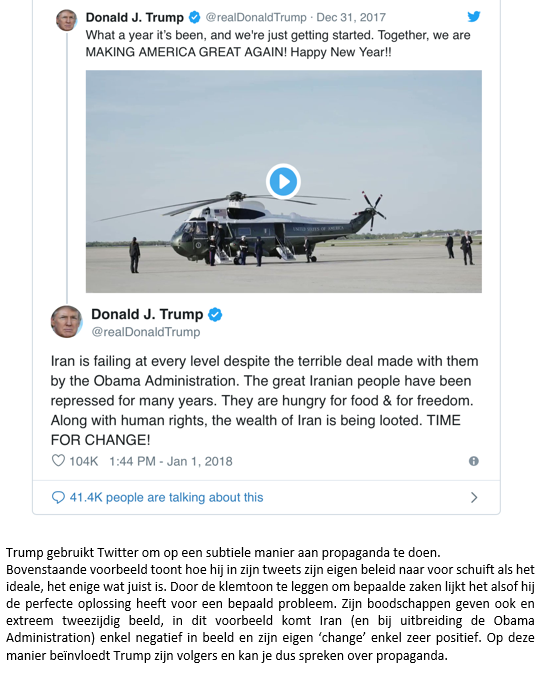 Donald J. Trump @realDonaldTrump · Dec 31, 2017
What a year it's been, and we're just getting started. Together, we are
MAKING AMERICA GREAT AGAIN! Happy New Year!!
Donald J. Trump
@realDonaldTrump
Iran is failing at every level despite the terrible deal made with them
by the Obama Administration. The great Iranian people have been
repressed for many years. They are hungry for food & for freedom.
Along with human rights, the wealth of Iran is being looted. TIME
FOR CHANGE!
104K 1:44 PM - Jan 1, 2018
41.4K people are talking about this
Trump gebruikt Twitter om op een subtiele manier aan propaganda te doen.
Bovenstaande voorbeeld toont hoe hij in zijn tweets zijn eigen beleid naar voor schuift als het
ideale, het enige wat juist is. Door de klemtoon te leggen om bepaalde zaken lijkt het alsof hij
de perfecte oplossing heeft voor een bepaald probleem. Zijn boodschappen geven ook en
extreem tweezijdig beeld, in dit voorbeeld komt Iran (en bij uitbreiding de Obama
Administration) enkel negatief in beeld en zijn eigen 'change' enkel zeer positief. Op deze
manier beïnvloedt Trump zijn volgers en kan je dus spreken over propaganda.